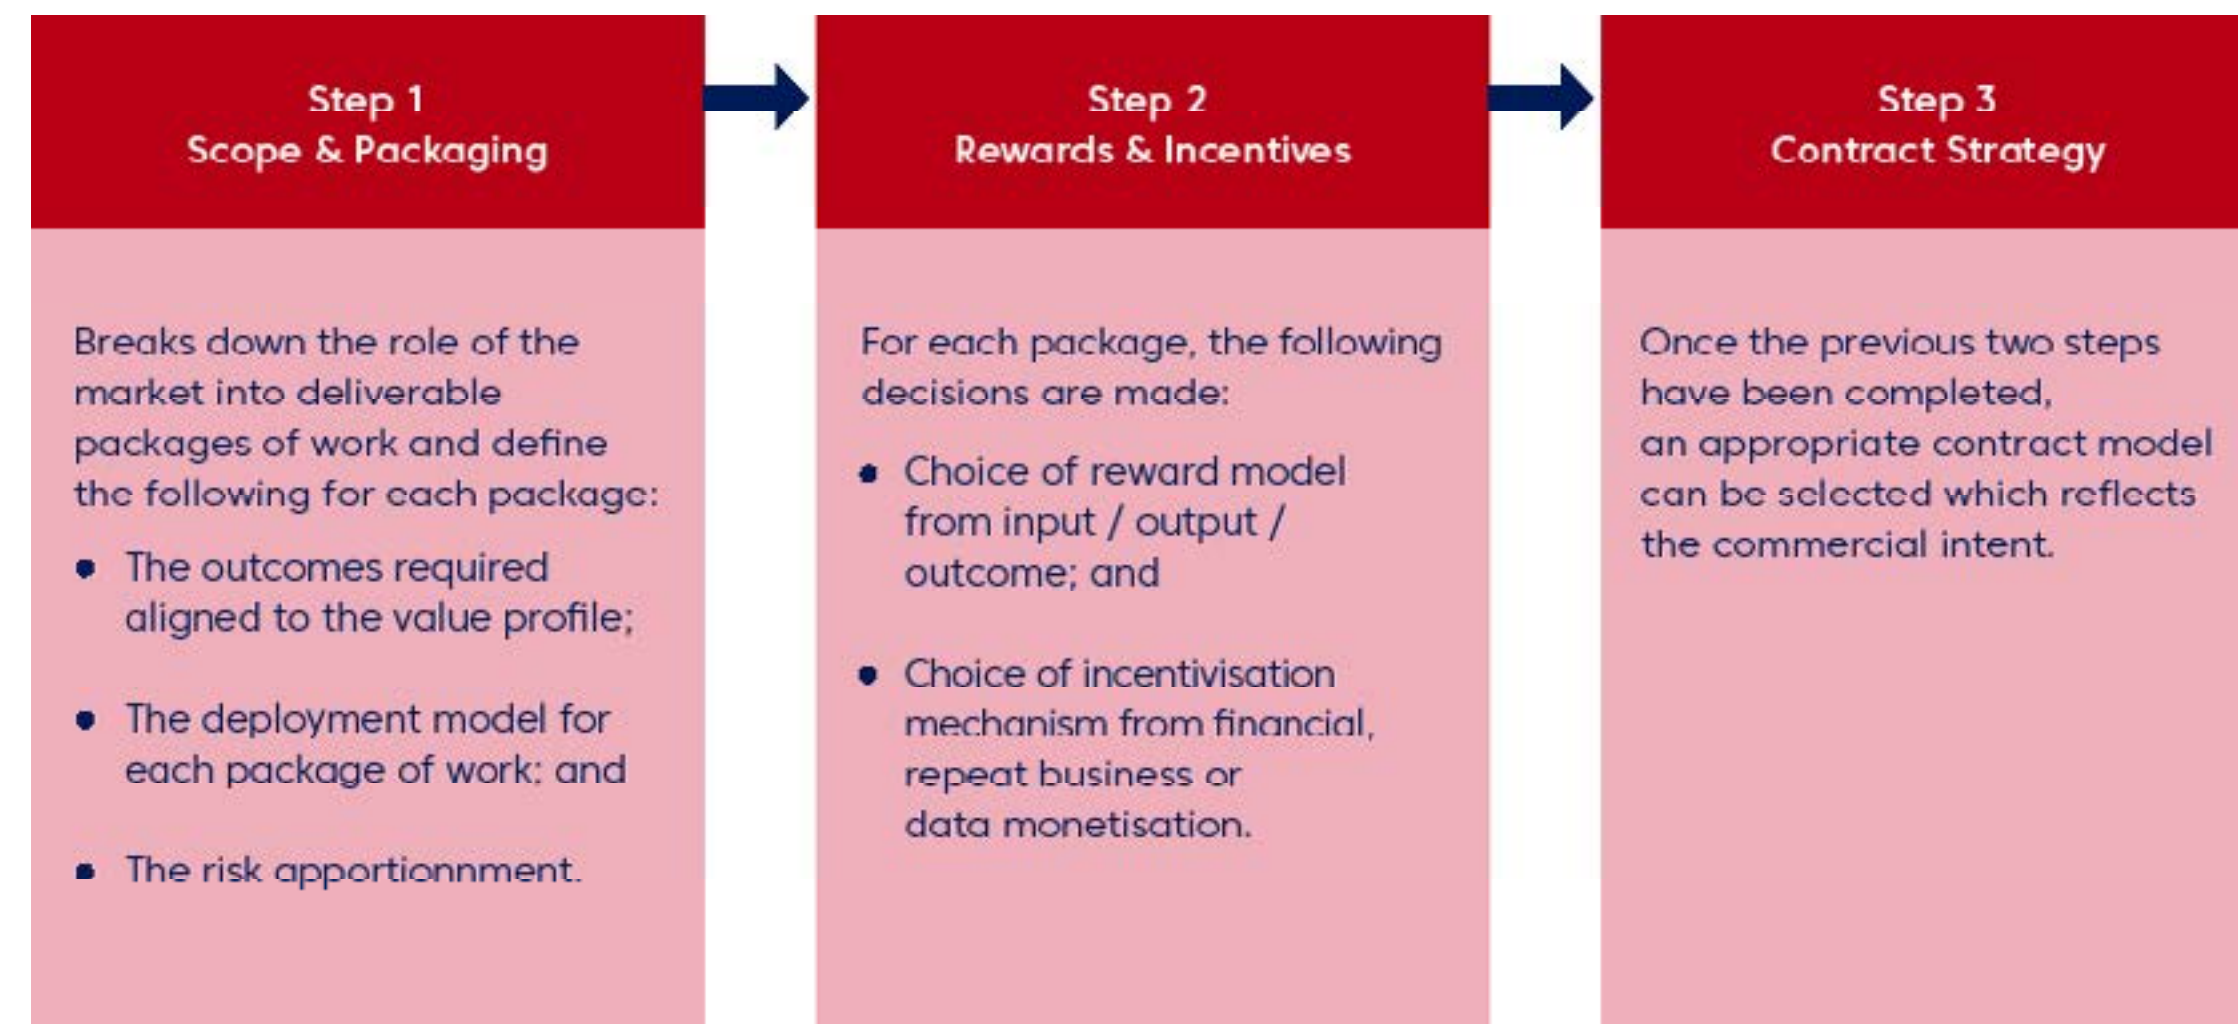 Step 1
Scope & Packaging
Breaks down the role of the
market into deliverable
packages of work and define
the following for each package:
• The outcomes required
aligned to the value profile;
• The deployment model for
each package of work; and
• The risk apportionnment.
Step 2
Rewards & Incentives
For each package, the following
decisions are made:
• Choice of reward model
from input / output /
outcome; and
• Choice of incentivisation
mechanism from financial,
repeat business or
data monetisation.
Step 3
Contract Strategy
Once the previous two steps
have been completed,
an appropriate contract model
can be selected which reflects
the commercial intent.